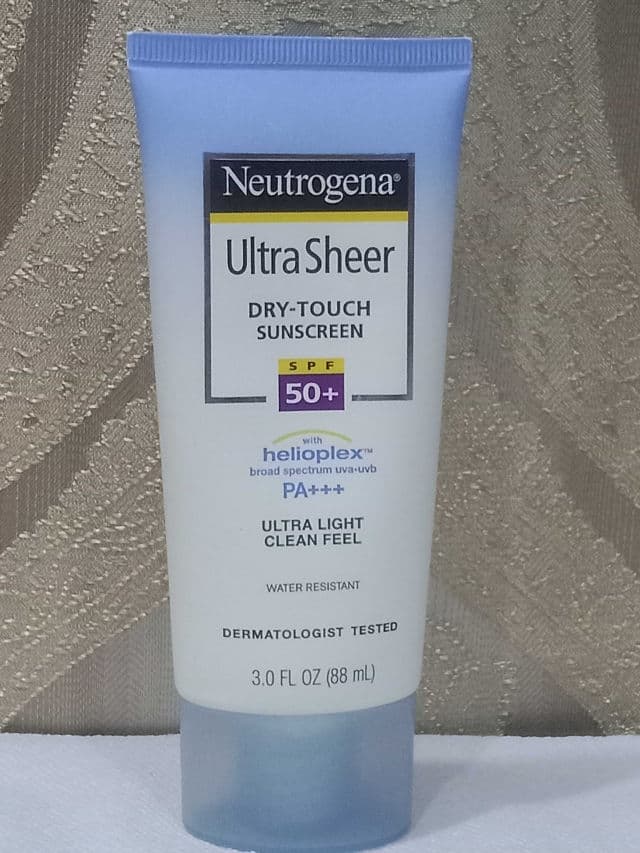 Neutrogena®
Ultra Sheer
DRY-TOUCH
SUNSCREEN
SPF
50+
with
helioplex™
broad spectrum uva•uvb
PA+++
ULTRA LIGHT
CLEAN FEEL
WATER RESISTANT
DERMATOLOGIST TESTED
3.0 FL OZ (88 mL)